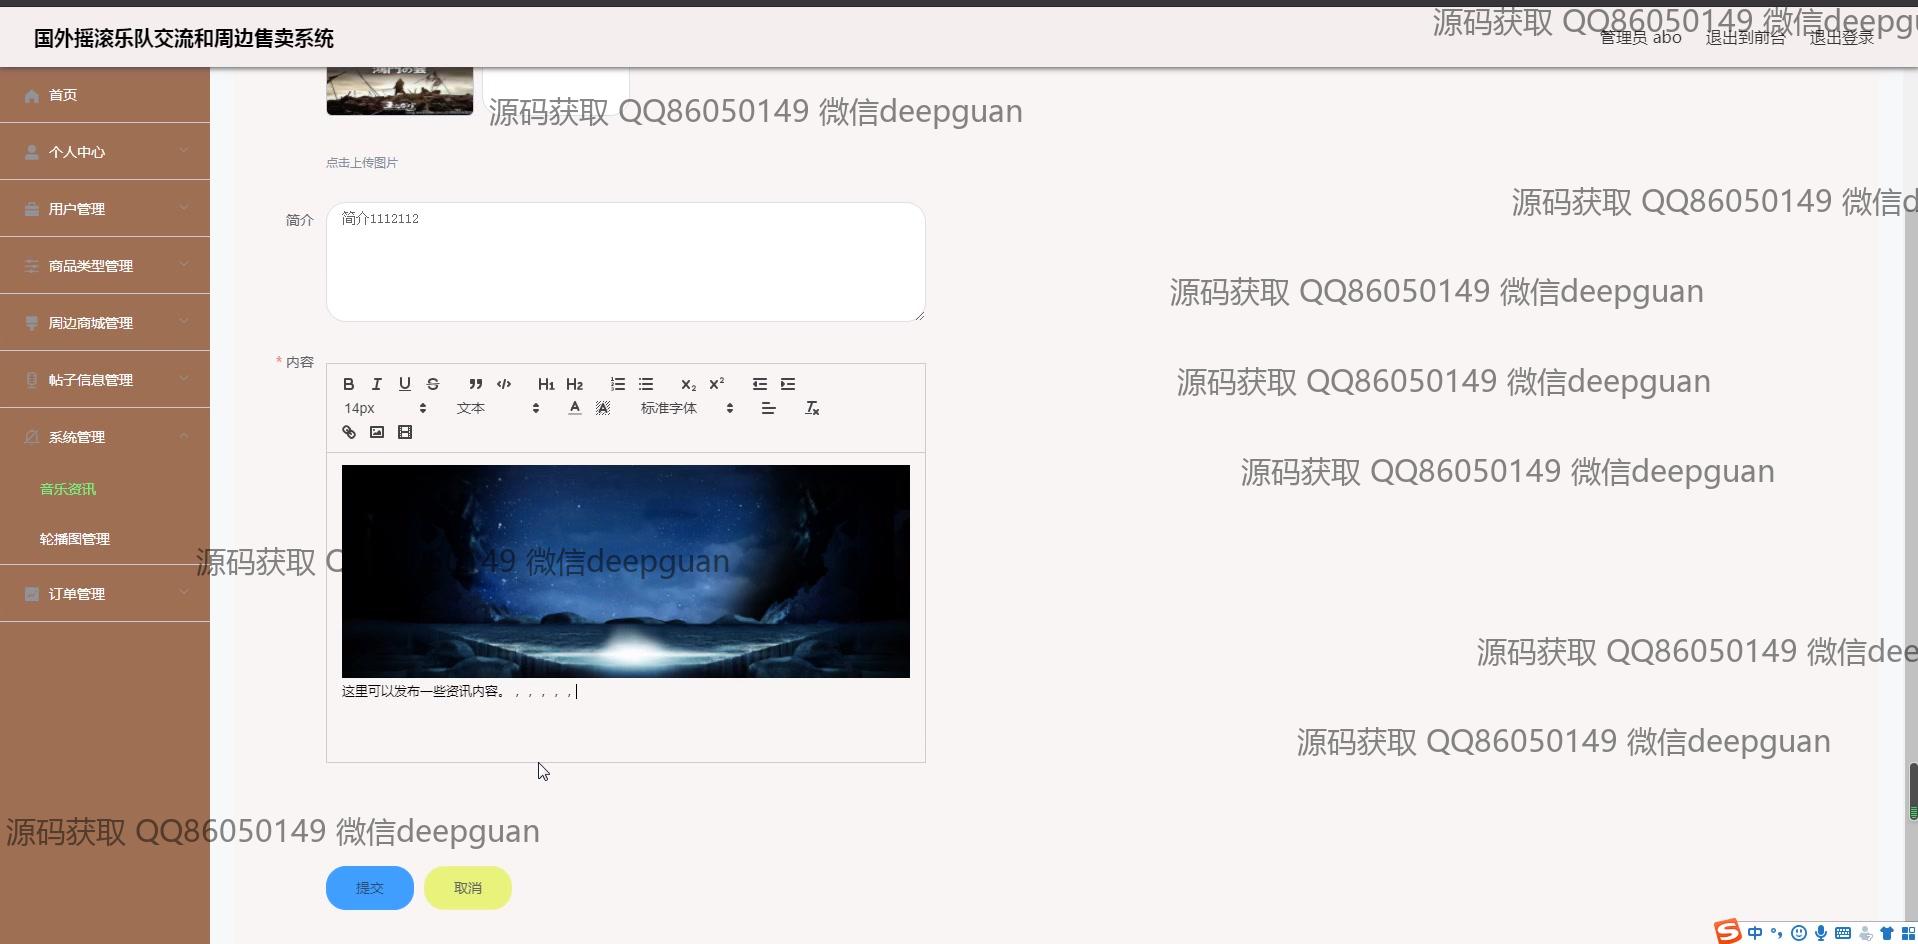 源码获取 QQ86050149 微信deepgu
国外摇滚乐队交流和周边售卖系统
管理员 abo 退出到前台 退出登录
首页
源码获取 QQ86050149 微信deepguan
个人中心
点击上传图片
用户管理
源码获取 QQ86050149 微信d
简介
简介1112112
商品类型管理
源码获取 QQ86050149 微信deepguan
周边商城管理
* 内容
帖子信息管理
B I U S H1 H2 X₂ X²
源码获取 QQ86050149 微信deepguan
14px 文本 A A 标准字体 Tx
系统管理
源码获取 QQ86050149 微信deepguan
音乐资讯
轮播图管理
源码获取 Q 49 微信deepguan
订单管理
源码获取 QQ86050149 微信dee
这里可以发布一些资讯内容。，，，，，
源码获取 QQ86050149 微信deepguan
源码获取 QQ86050149 微信deepguan
提交 取消
S 中